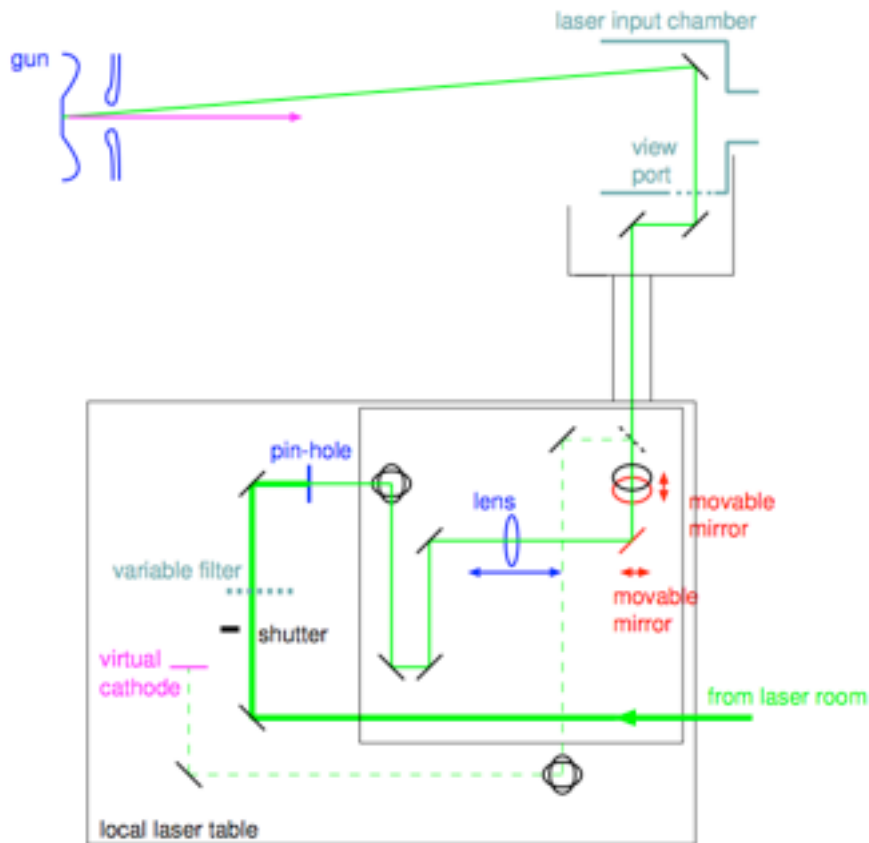 laser input chamber
gun
view
port
pin-hole
lens
movable
mirror
variable filter
movable
mirror
shutter
virtual
cathode
from laser room
local laser table